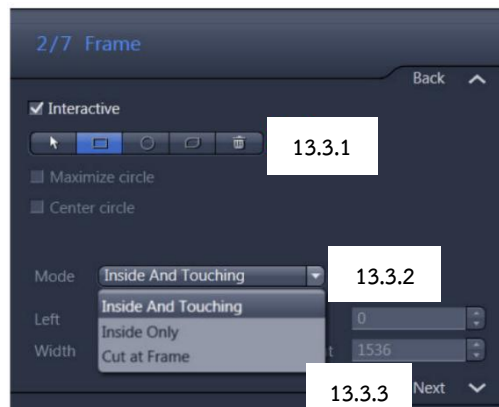 2/7 Frame
Back
Interactive
13.3.1
Maximize circle
Center circle
Mode Inside And Touching 13.3.2
Inside And Touching
Left 0
Inside Only
Width 1536
Cut at Frame
13.3.3 Next